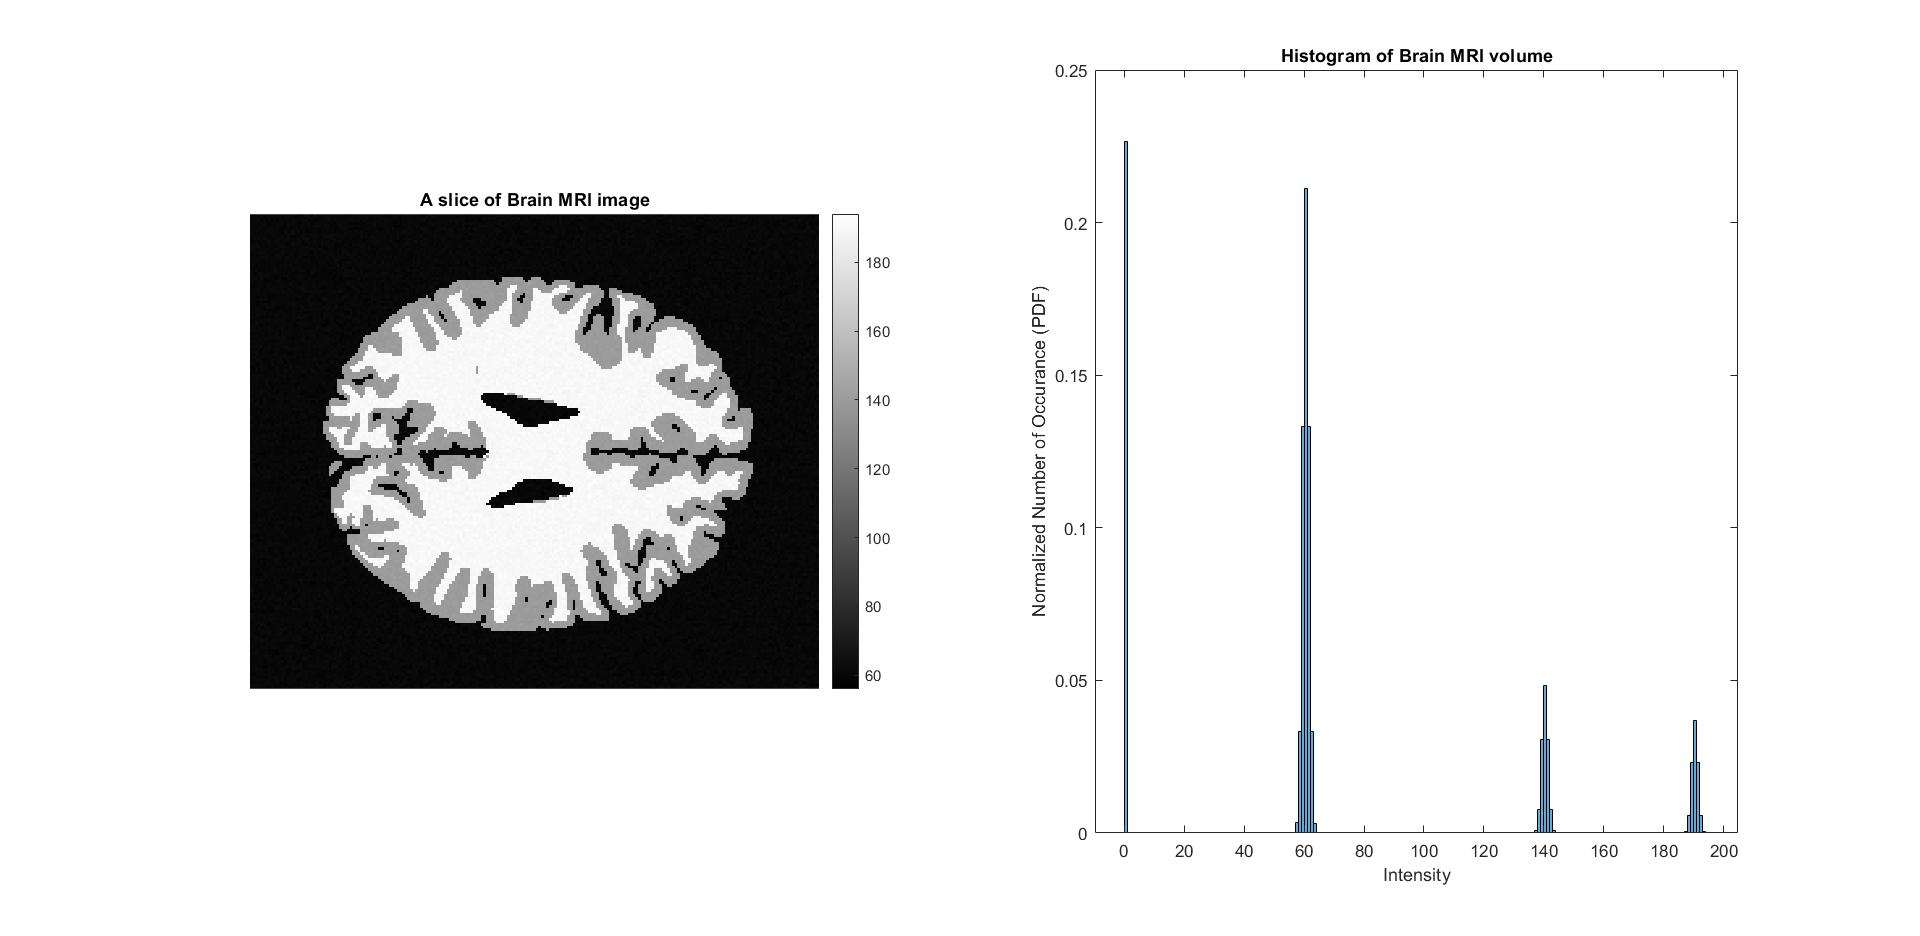 A slice of Brain MRI image
180
160
140
120
100
80
60
Histogram of Brain MRI volume
Normalized Number of Occurance (PDF)
0.25
0.2
0.15
0.1
0.05
0
0 20 40 60 80 100 120 140 160 180 200
Intensity